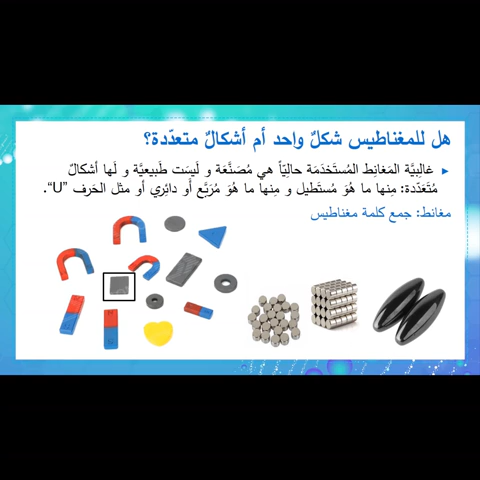 هل للمغناطيس شكلٌ واحد أم أشكالٌ متعدّدة؟
غالِبيَّة المَغانِط المُستَخدَمَة حالِيّاً هي مُصَنَّعَة و لَيسَت طَبيعيَّة و لَها أشكالٌ
مُتَعَدِّدة: مِنها ما هُوَ مُستَطيل و مِنها ما هُوَ مُرَبَّع أو دائِري أو مثل الحَرف “U”.
مغانط: جمع كلمة مغناطيس